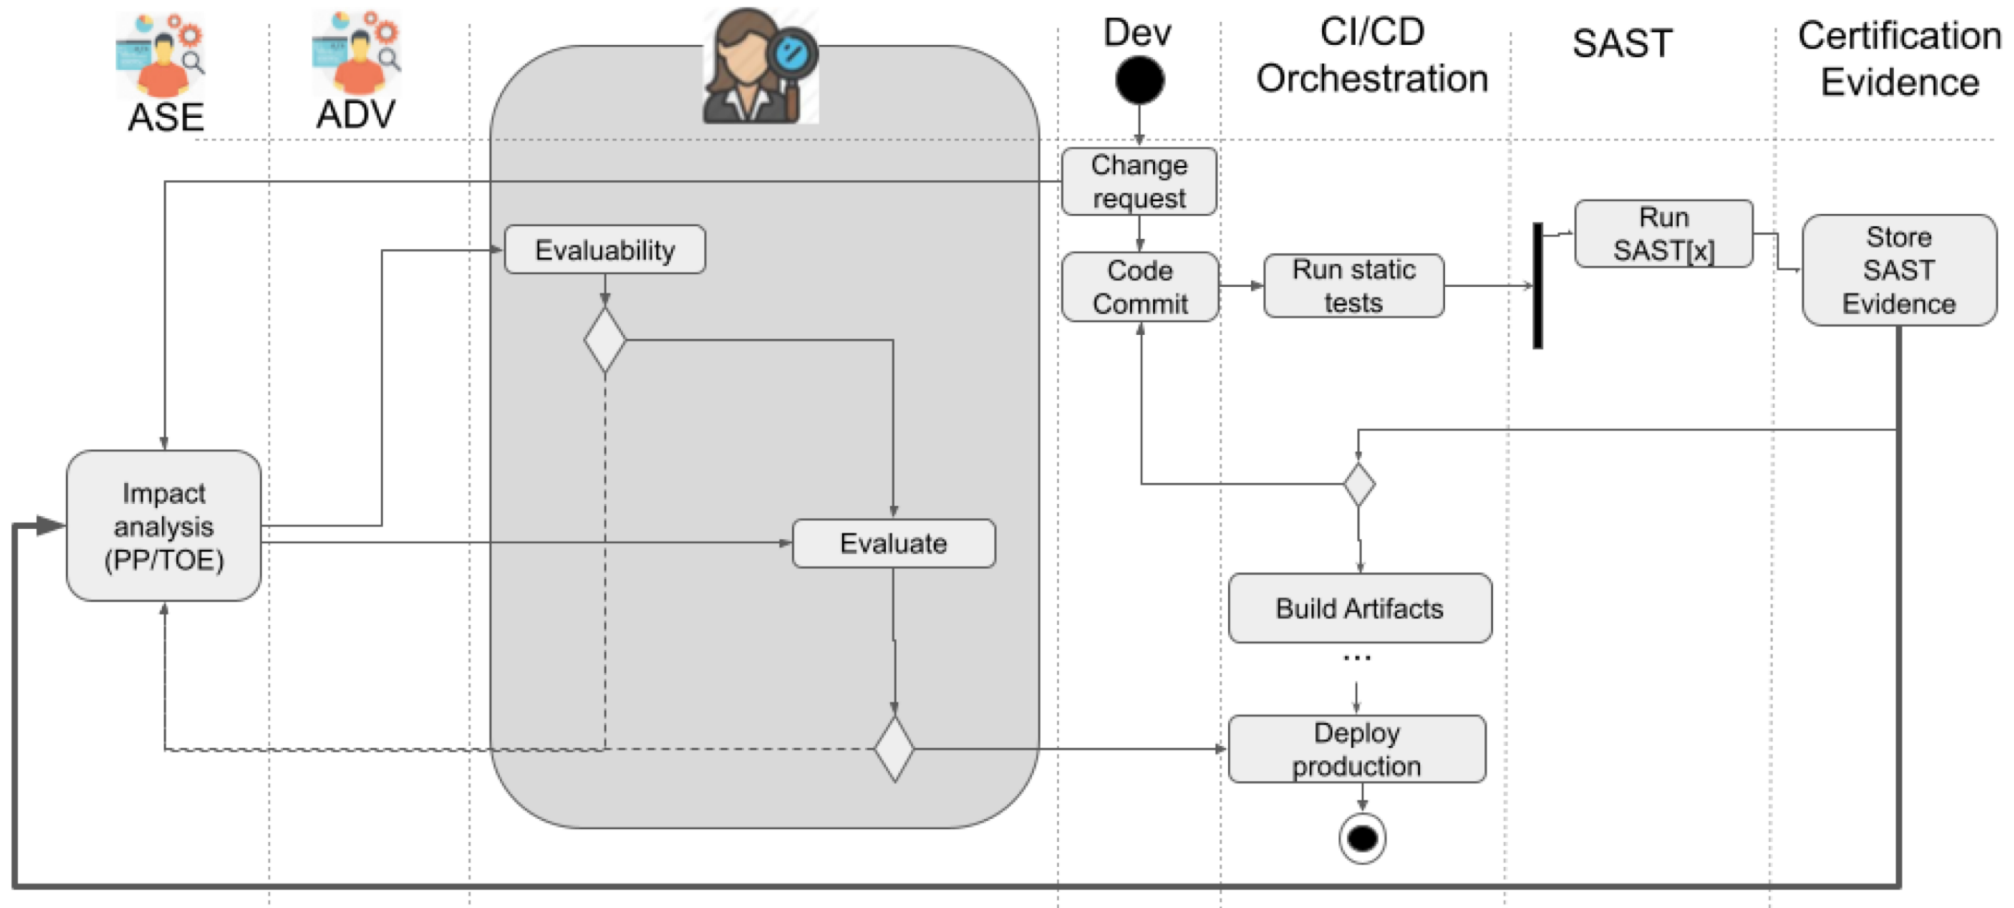 ASE
ADV
Dev
CI/CD
Orchestration
SAST
Certification
Evidence
Change
request
Evaluability
Code
Commit
Run static
tests
Run
SAST[x]
Store
SAST
Evidence
Impact
analysis
(PP/TOE)
Evaluate
Build Artifacts
...
Deploy
production